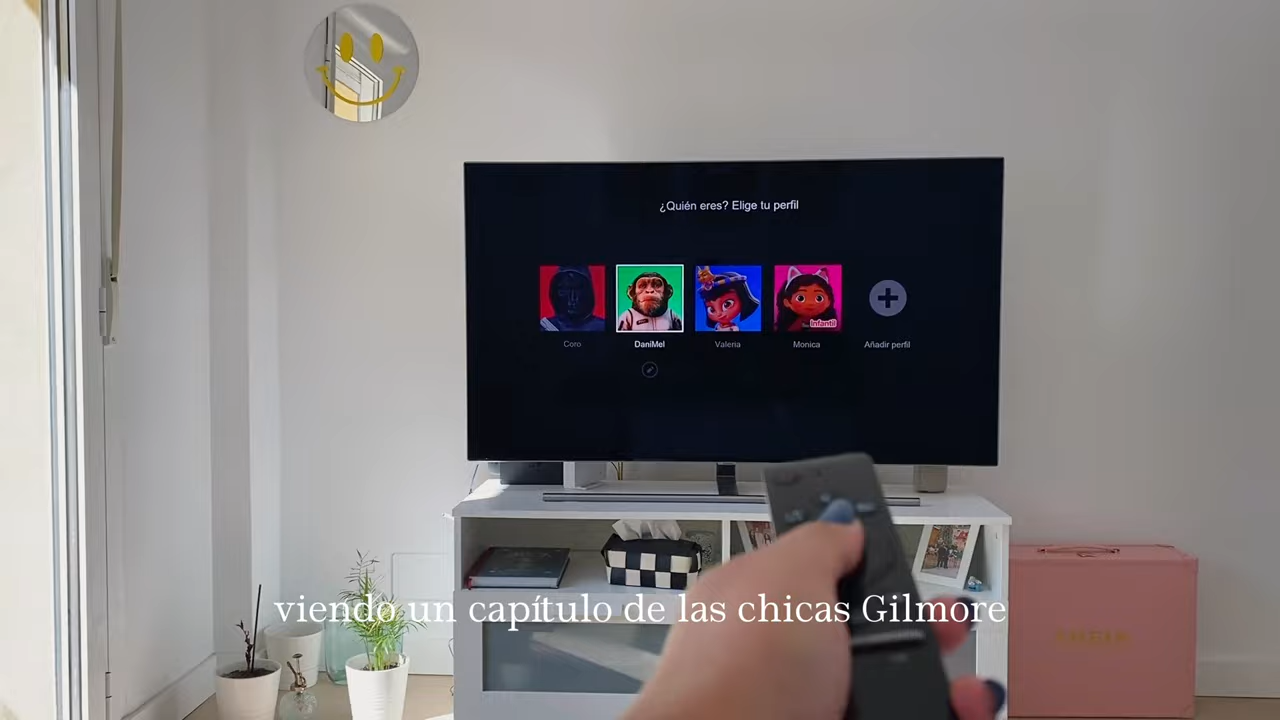 ¿Quién eres? Elige tu perfil
Infantil
Coro
DaniMel
Valeria
Monica
Añadir perfil
viendo un capítulo de las chicas Gilmore